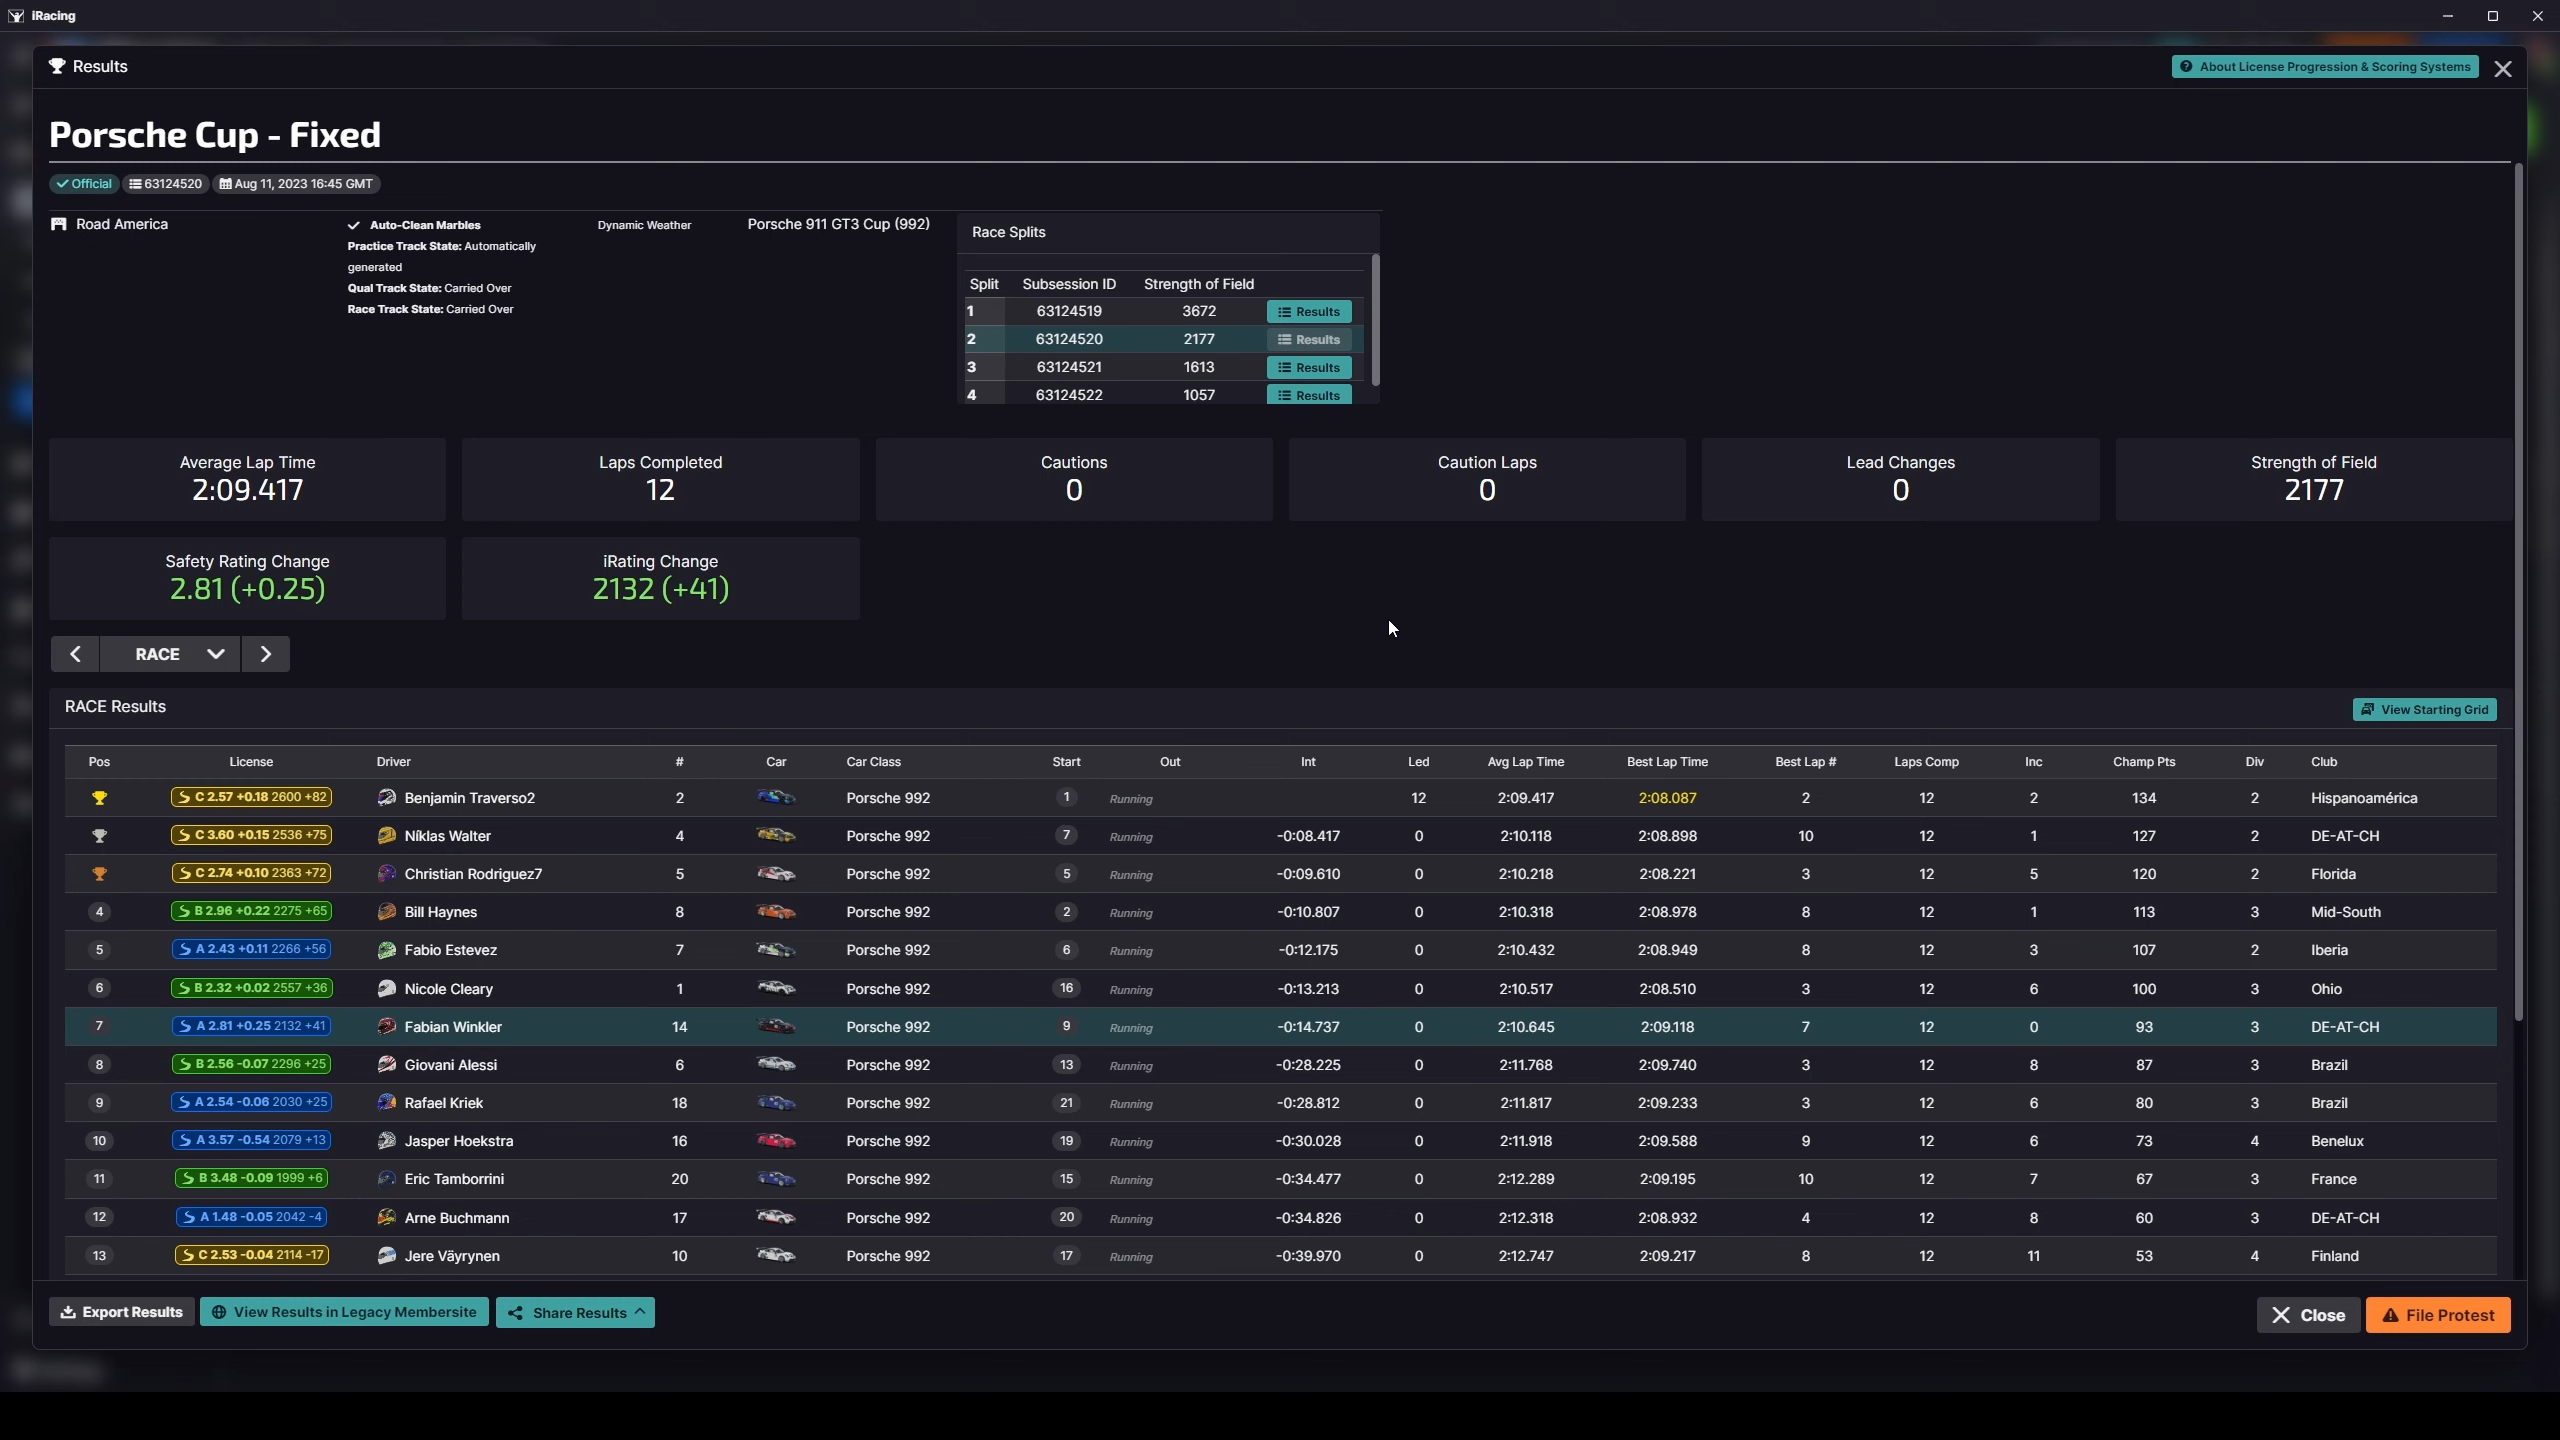 iRacing
Results
About License Progression & Scoring Systems
Porsche Cup - Fixed
Official 63124520 Aug 11, 2023 16:45 GMT
Road America
Auto-Clean Marbles
Practice Track State: Automatically
generated
Qual Track State: Carried Over
Race Track State: Carried Over
Dynamic Weather
Porsche 911 GT3 Cup (992)
Race Splits
Split Subsession ID Strength of Field
1 63124519 3672 Results
2 63124520 2177 Results
3 63124521 1613 Results
4 63124522 1057 Results
Average Lap Time
2:09.417
Laps Completed
12
Cautions
0
Caution Laps
0
Lead Changes
0
Strength of Field
2177
Safety Rating Change
2.81 (+0.25)
iRating Change
2132 (+41)
RACE
RACE Results
View Starting Grid
Pos License Driver # Car Car Class Start Out Int Led Avg Lap Time Best Lap Time Best Lap # Laps Comp Inc Champ Pts Div Club
C 2.57 +0.18 2600 +82 Benjamin Traverso2 2 Porsche 992 1 Running 12 2:09.417 2:08.087 2 12 2 134 2 Hispanoamérica
C 3.60 +0.15 2536 +75 Niklas Walter 4 Porsche 992 7 Running -0:08.417 0 2:10.118 2:08.898 10 12 1 127 2 DE-AT-CH
C 2.74 +0.10 2363 +72 Christian Rodriguez7 5 Porsche 992 5 Running -0:09.610 0 2:10.218 2:08.221 3 12 5 120 2 Florida
4 B 2.96 +0.22 2275 +65 Bill Haynes 8 Porsche 992 2 Running -0:10.807 0 2:10.318 2:08.978 8 12 1 113 3 Mid-South
5 A 2.43 +0.11 2266 +56 Fabio Estevez 7 Porsche 992 6 Running -0:12.175 0 2:10.432 2:08.949 8 12 3 107 2 Iberia
6 B 2.32 +0.02 2557 +36 Nicole Cleary 1 Porsche 992 16 Running -0:13.213 0 2:10.517 2:08.510 3 12 6 100 3 Ohio
7 A 2.81 +0.25 2132 +41 Fabian Winkler 14 Porsche 992 9 Running -0:14.737 0 2:10.645 2:09.118 7 12 0 93 3 DE-AT-CH
8 B 2.56 -0.07 2296 +25 Giovani Alessi 6 Porsche 992 13 Running -0:28.225 0 2:11.768 2:09.740 3 12 8 87 3 Brazil
9 A 2.54 -0.06 2030 +25 Rafael Kriek 18 Porsche 992 21 Running -0:28.812 0 2:11.817 2:09.233 3 12 6 80 3 Brazil
10 A 3.57 -0.54 2079 +13 Jasper Hoekstra 16 Porsche 992 19 Running -0:30.028 0 2:11.918 2:09.588 9 12 6 73 4 Benelux
11 B 3.48 -0.09 1999 +6 Eric Tamborrini 20 Porsche 992 15 Running -0:34.477 0 2:12.289 2:09.195 10 12 7 67 3 France
12 A 1.48 -0.05 2042 -4 Arne Buchmann 17 Porsche 992 20 Running -0:34.826 0 2:12.318 2:08.932 4 12 8 60 3 DE-AT-CH
13 C 2.53 -0.04 2114 -17 Jere Väyrynen 10 Porsche 992 17 Running -0:39.970 0 2:12.747 2:09.217 8 12 11 53 4 Finland
Export Results View Results in Legacy Membersite Share Results Close File Protest